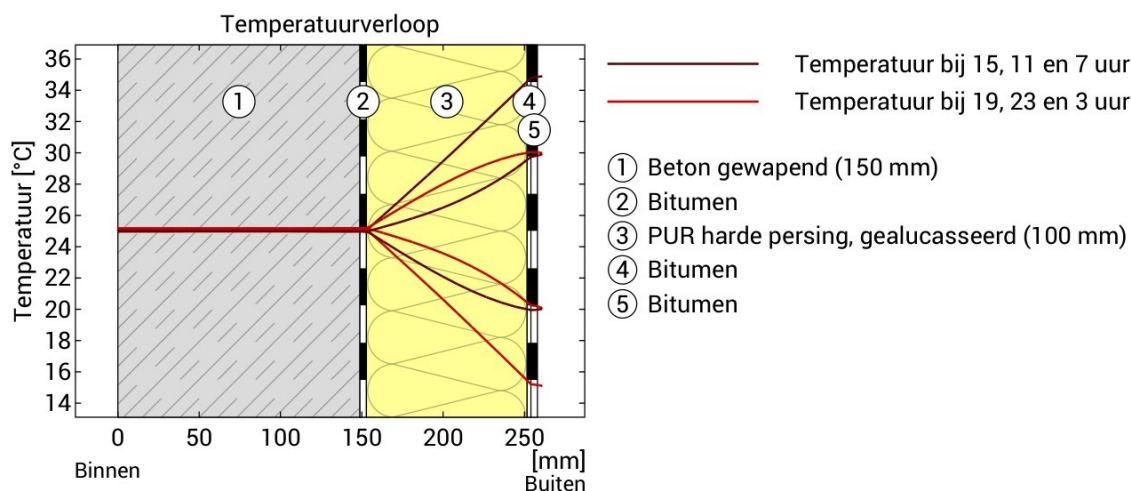 Temperatuurverloop
Temperatuur [°C]
36
34
32
30
28
26
24
22
20
18
16
14
1
2
3
4
5
0
50
100
150
200
250
[mm]
Binnen
Buiten
Temperatuur bij 15, 11 en 7 uur
Temperatuur bij 19, 23 en 3 uur
1 Beton gewapend (150 mm)
2 Bitumen
3 PUR harde persing, gealucasseerd (100 mm)
4 Bitumen
5 Bitumen